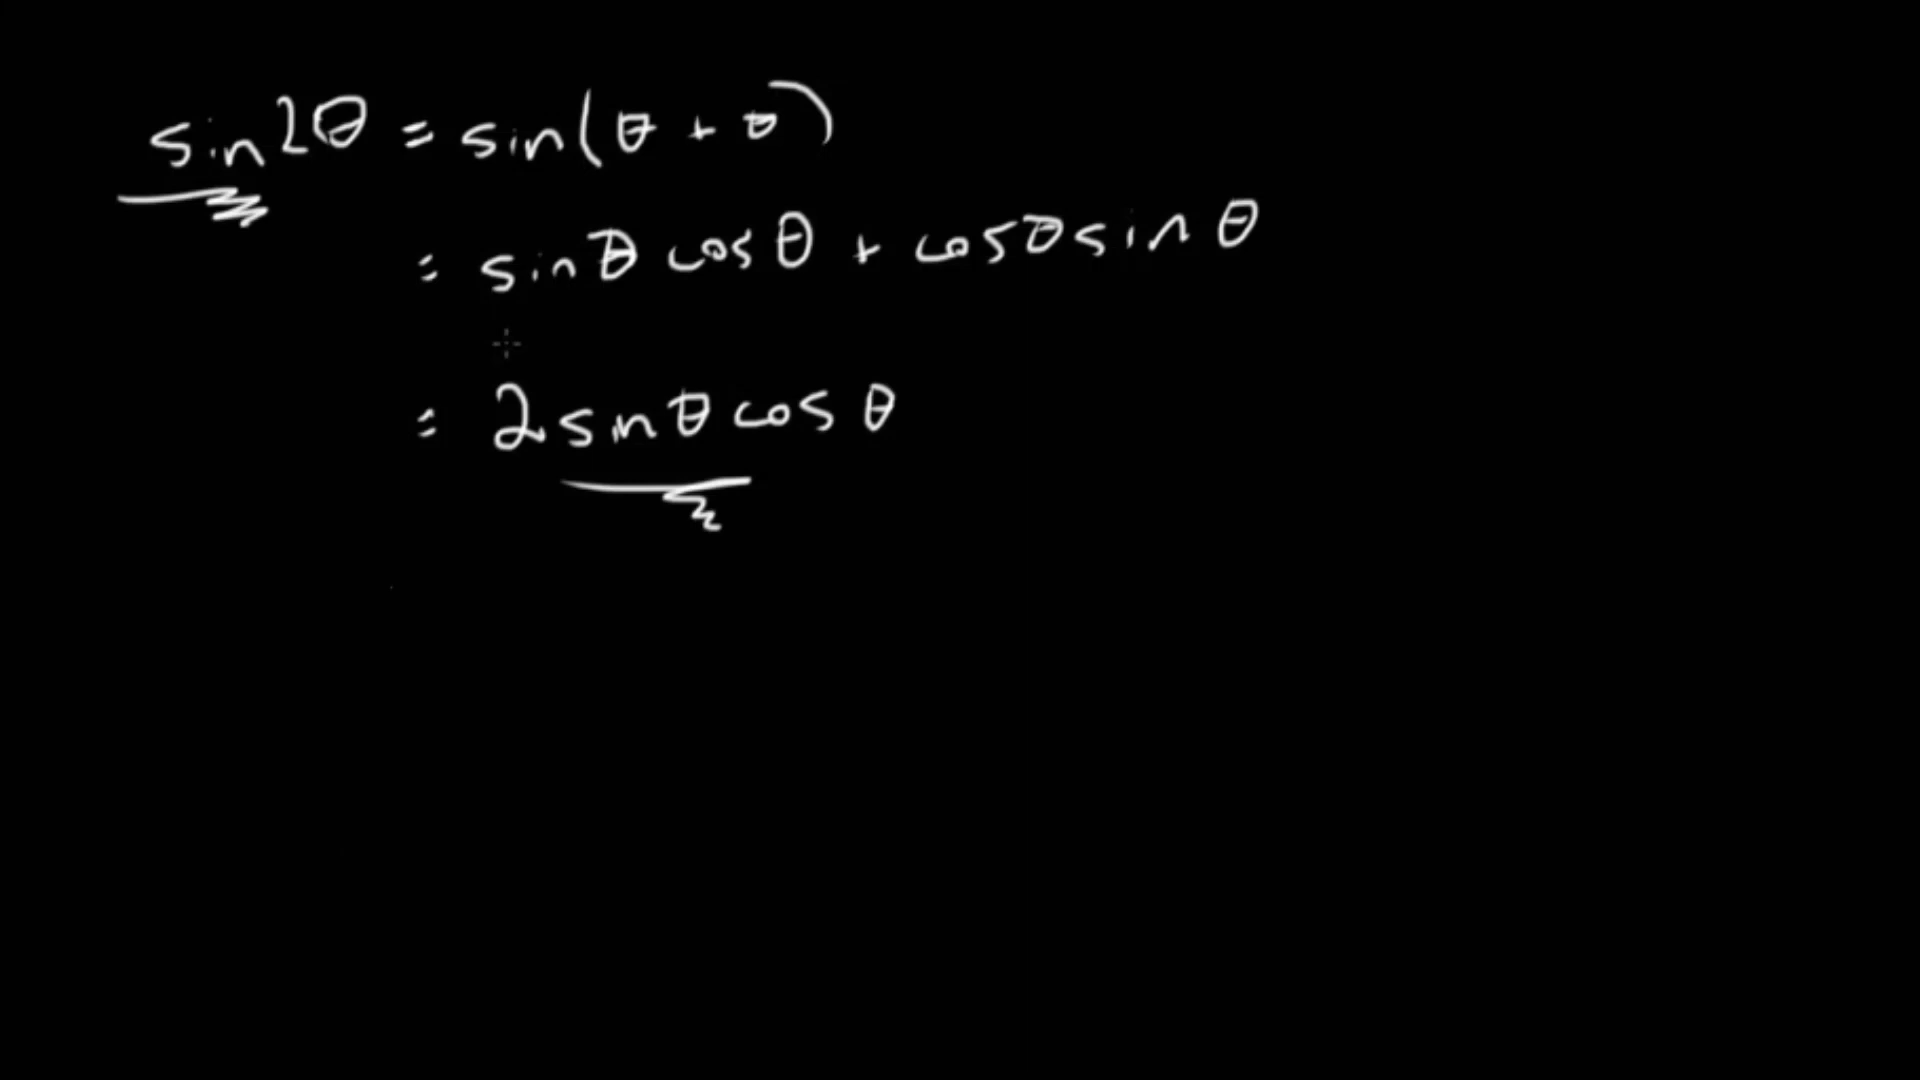 sin2θ = sin(θ + θ)
= sinθ cosθ + cosθ sinθ
= 2sinθ cosθ